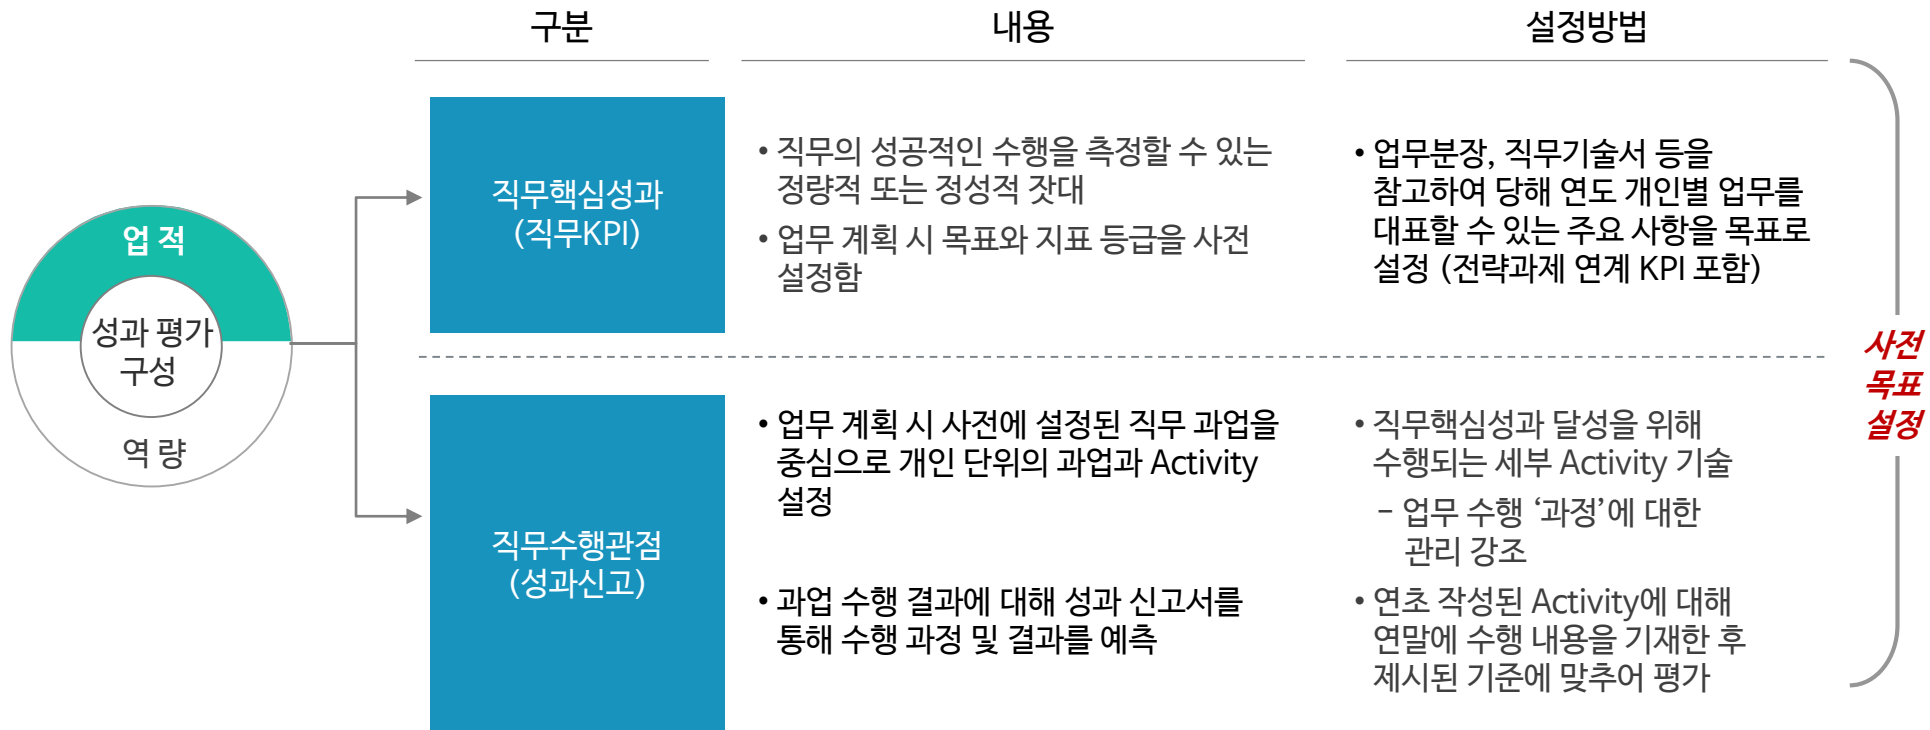 구분
내용
설정방법
업 적
성과 평가
구성
역 량
직무핵심성과
(직무KPI)
• 직무의 성공적인 수행을 측정할 수 있는
정량적 또는 정성적 잣대
• 업무 계획 시 목표와 지표 등급을 사전
설정함
• 업무분장, 직무기술서 등을
참고하여 당해 연도 개인별 업무를
대표할 수 있는 주요 사항을 목표로
설정 (전략과제 연계 KPI 포함)
직무수행관점
(성과신고)
• 업무 계획 시 사전에 설정된 직무 과업을
중심으로 개인 단위의 과업과 Activity
설정
• 과업 수행 결과에 대해 성과 신고서를
통해 수행 과정 및 결과를 예측
• 직무핵심성과 달성을 위해
수행되는 세부 Activity 기술
- 업무 수행 ‘과정’에 대한
관리 강조
• 연초 작성된 Activity에 대해
연말에 수행 내용을 기재한 후
제시된 기준에 맞추어 평가
사전
목표
설정